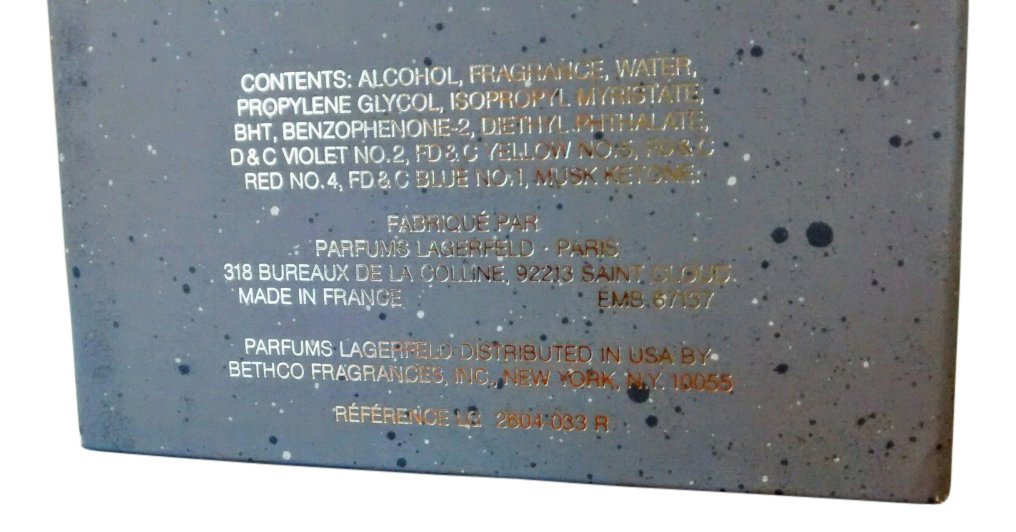 CONTENTS: ALCOHOL, FRAGRANCE, WATER,
PROPYLENE GLYCOL, ISOPROPYL MYRISTATE,
BHT, BENZOPHENONE-2, DIETHYL PHTHALATE,
D & C VIOLET NO. 2, FD & C YELLOW NO. 5, FD & C
RED NO. 4, FD & C BLUE NO. 1, MUSK KETONE.
FABRIQUÉ PAR
PARFUMS LAGERFELD · PARIS
318 BUREAUX DE LA COLLINE, 92213 SAINT CLOUD.
MADE IN FRANCE EMB. 67137
PARFUMS LAGERFELD DISTRIBUTED IN USA BY
BETHCO FRAGRANCES, INC., NEW YORK, N.Y. 10055
RÉFÉRENCE LG 2604-033 R